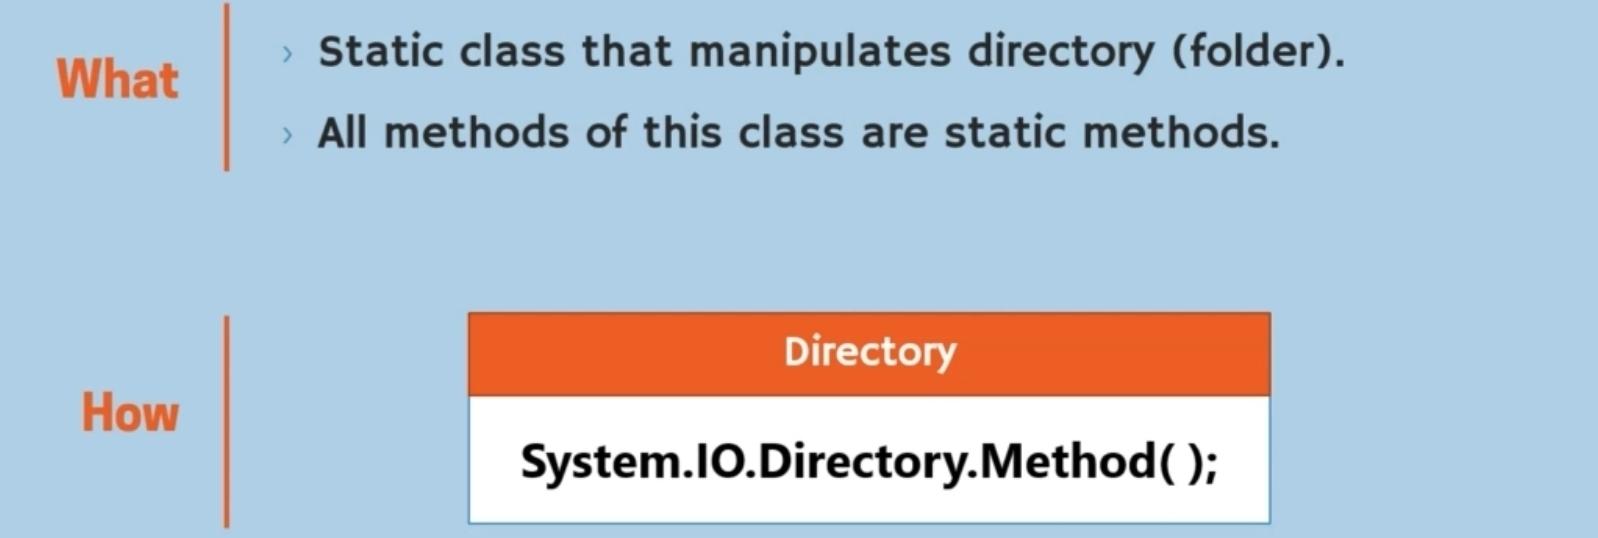 What
› Static class that manipulates directory (folder).
› All methods of this class are static methods.
How
Directory
System.IO.Directory.Method( );